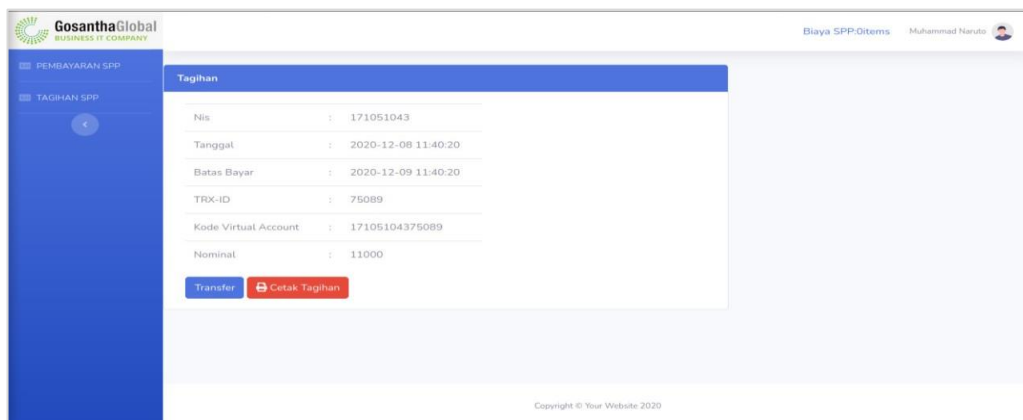 GosanthaGlobal
BUSINESS IT COMPANY
Biaya SPP:0items
Muhammad Naruto
PEMBAYARAN SPP
TAGIHAN SPP
Tagihan
Nis : 171051043
Tanggal : 2020-12-08 11:40:20
Batas Bayar : 2020-12-09 11:40:20
TRX-ID : 75089
Kode Virtual Account : 17105104375089
Nominal : 11000
Transfer
Cetak Tagihan
Copyright © Your Website 2020